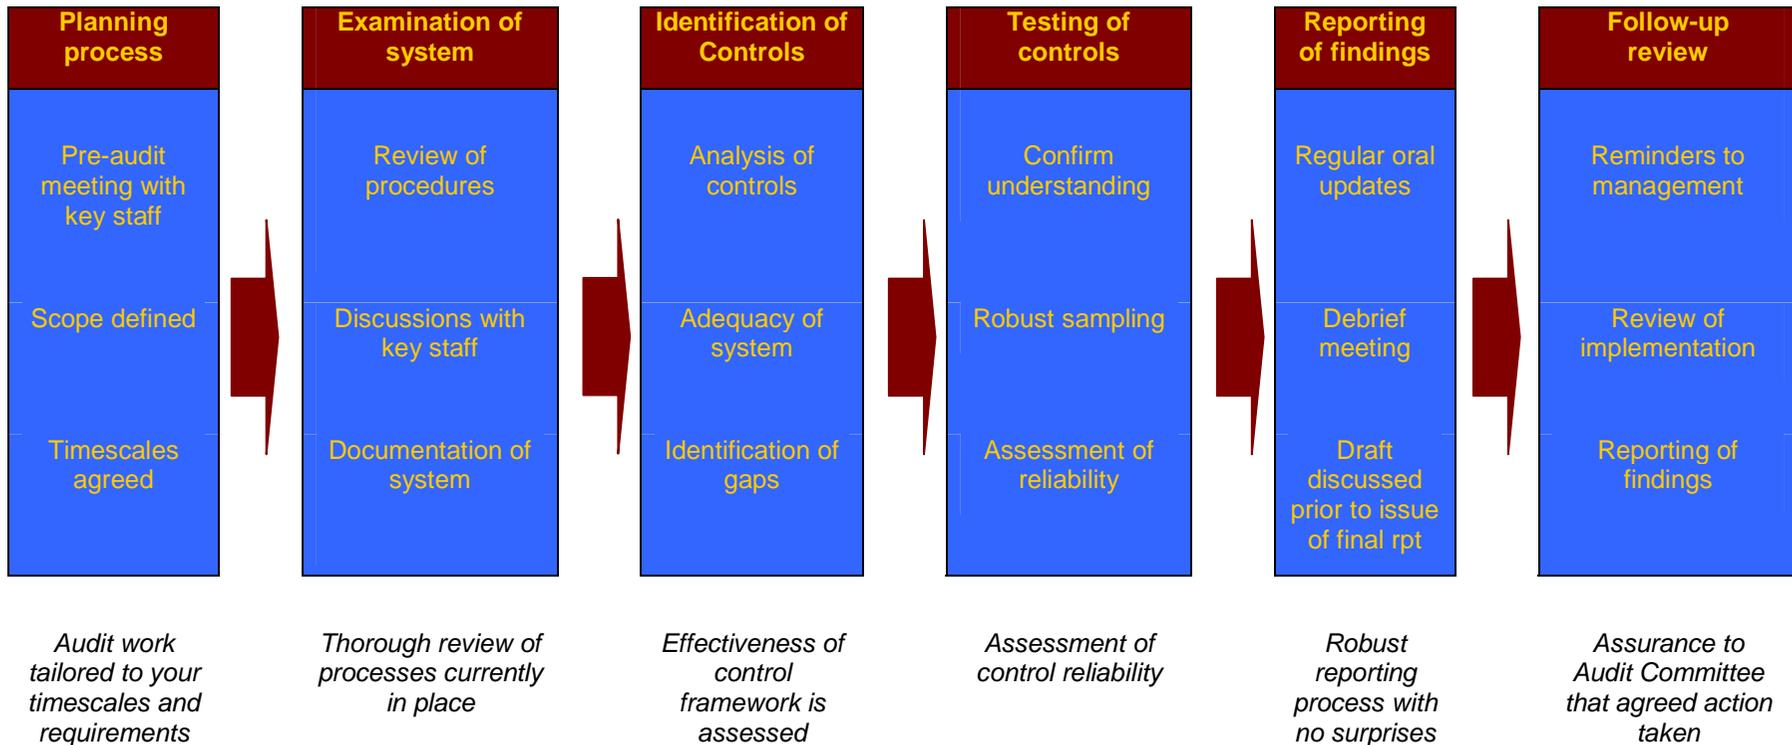 Planning
process
Pre-audit
meeting with
key staff
Scope defined
Timescales
agreed
Audit work
tailored to your
timescales and
requirements
Examination of
system
Review of
procedures
Discussions with
key staff
Documentation of
system
Thorough review of
processes currently
in place
Identification of
Controls
Analysis of
controls
Adequacy of
system
Identification of
gaps
Effectiveness of
control
framework is
assessed
Testing of
controls
Confirm
understanding
Robust sampling
Assessment of
reliability
Assessment of
control reliability
Reporting
of findings
Regular oral
updates
Debrief
meeting
Draft
discussed
prior to issue
of final rpt
Robust
reporting
process with
no surprises
Follow-up
review
Reminders to
management
Review of
implementation
Reporting of
findings
Assurance to
Audit Committee
that agreed action
taken